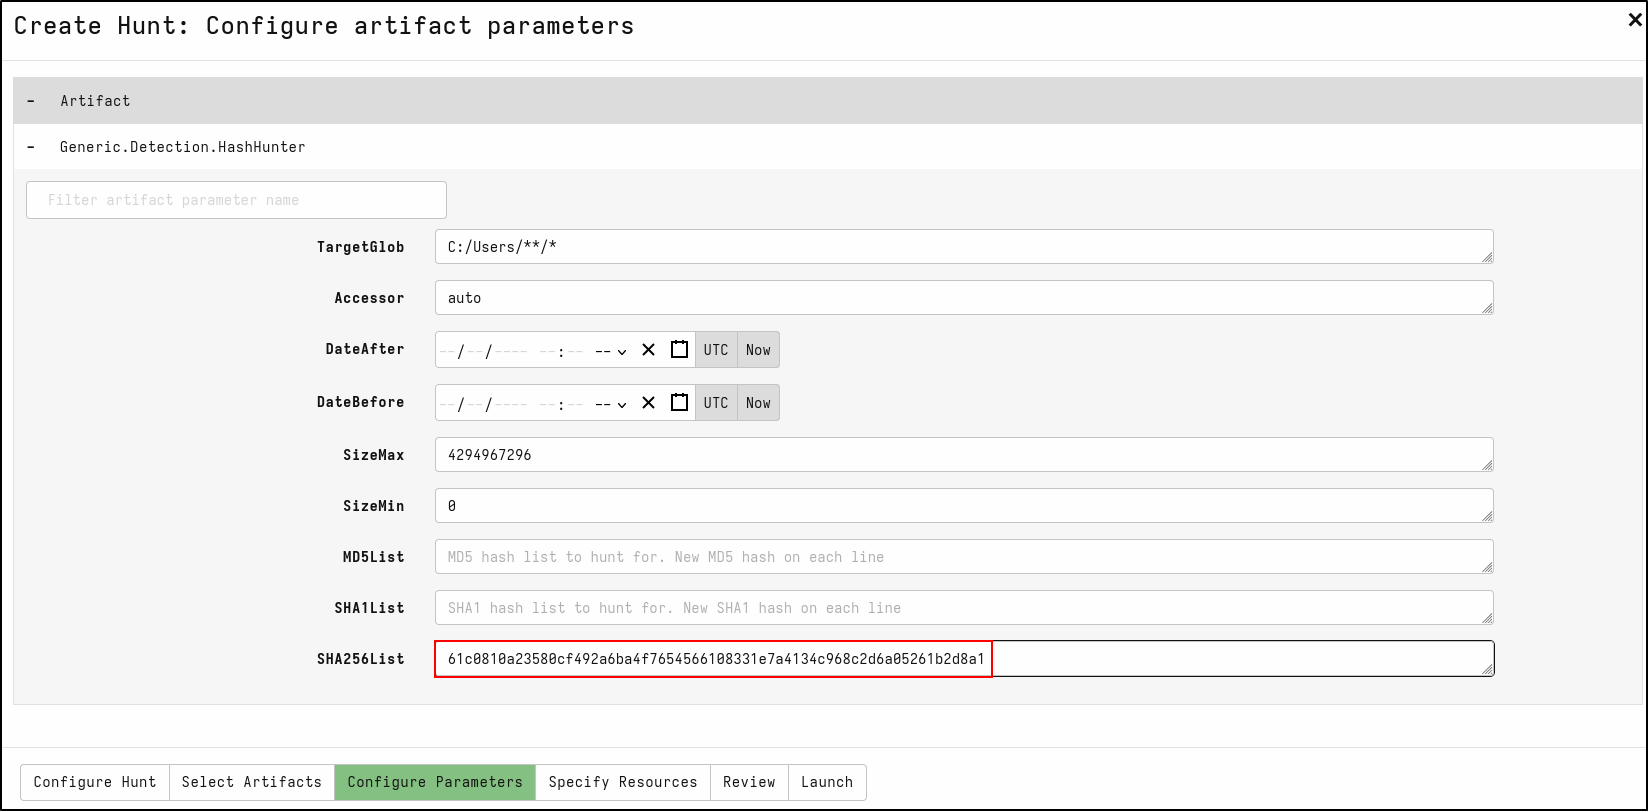 Create Hunt: Configure artifact parameters
- Artifact
- Generic.Detection.HashHunter
Filter artifact parameter name
TargetGlob C:/Users/**/*
Accessor auto
DateAfter --/--/---- --:-- -- UTC Now
DateBefore --/--/---- --:-- -- UTC Now
SizeMax 4294967296
SizeMin 0
MD5List MD5 hash list to hunt for. New MD5 hash on each line
SHA1List SHA1 hash list to hunt for. New SHA1 hash on each line
SHA256List 61c0810a23580cf492a6ba4f7654566108331e7a4134c968c2d6a05261b2d8a1
Configure Hunt Select Artifacts Configure Parameters Specify Resources Review Launch